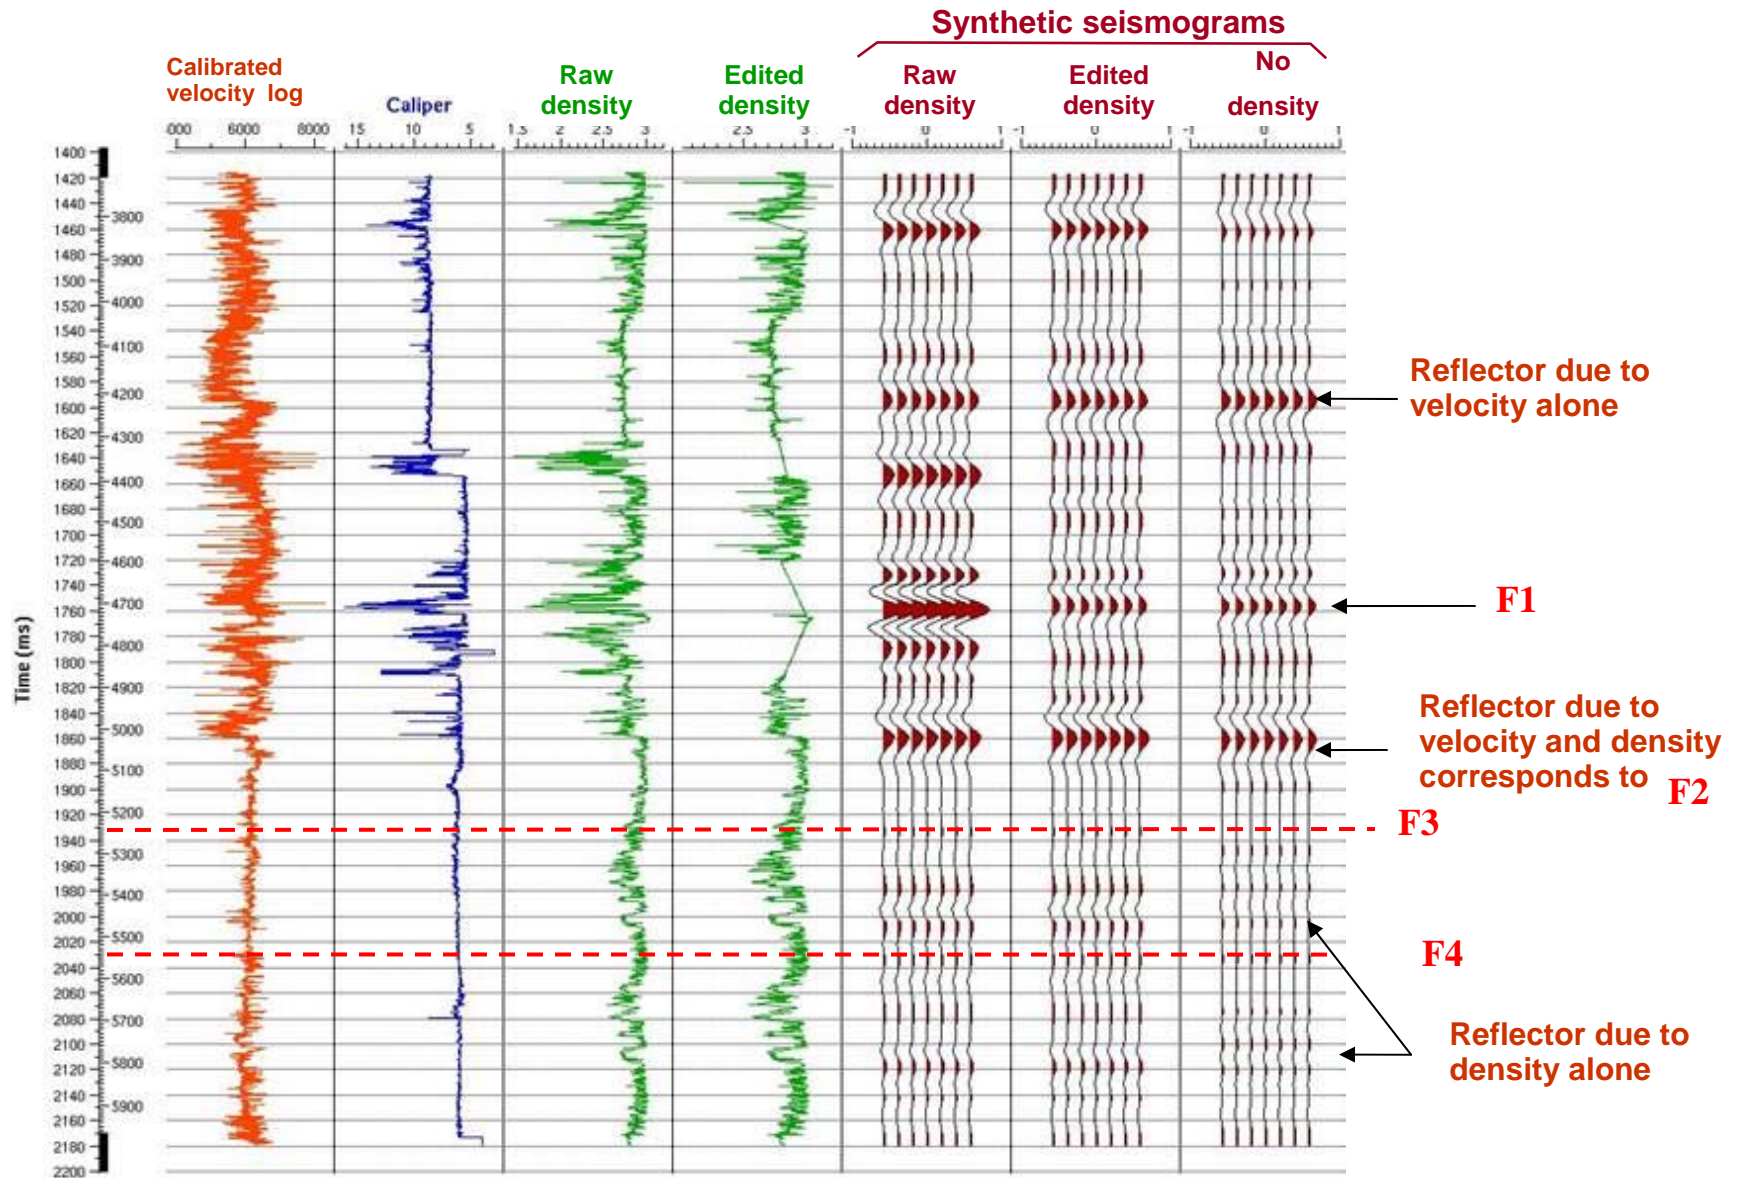 Synthetic seismograms
Calibrated
velocity log
Caliper
Raw
density
Edited
density
Raw
density
Edited
density
No
density
000 6000 8000
15 10 5
1.5 2 2.5 3
2.5 3
-1 0 1
-1 0 1
-1 0 1
Time (ms)
1400
1420
1440
1460
1480
1500
1520
1540
1560
1580
1600
1620
1640
1660
1680
1700
1720
1740
1760
1780
1800
1820
1840
1860
1880
1900
1920
1940
1960
1980
2000
2020
2040
2060
2080
2100
2120
2140
2160
2180
2200
3800
3900
4000
4100
4200
4300
4400
4500
4600
4700
4800
4900
5000
5100
5200
5300
5400
5500
5600
5700
5800
5900
Reflector due to
velocity alone
F1
Reflector due to
velocity and density
corresponds to F2
F3
F4
Reflector due to
density alone